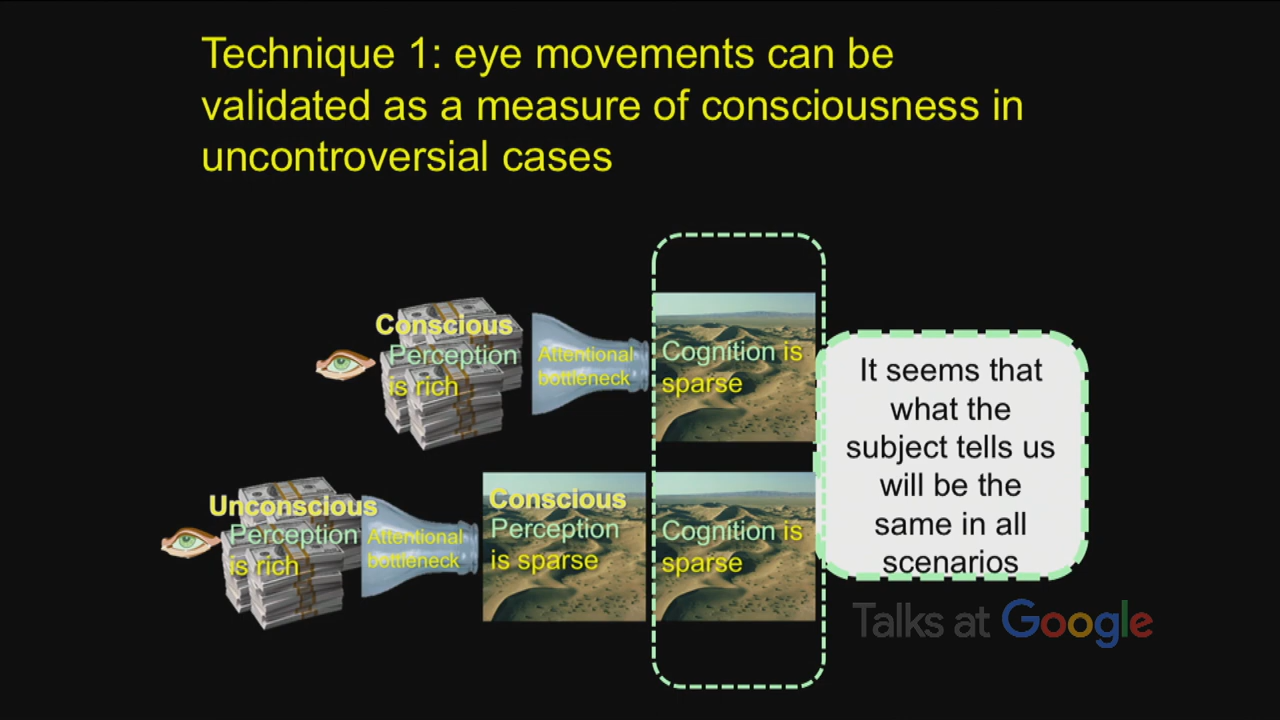 Technique 1: eye movements can be
validated as a measure of consciousness in
uncontroversial cases
Conscious
Perception
is rich
Attentional
bottleneck
Cognition is
sparse
It seems that
what the
subject tells us
will be the
same in all
scenarios
Unconscious
Perception
is rich
Attentional
bottleneck
Conscious
Perception
is sparse
Cognition is
sparse
Talks at Google